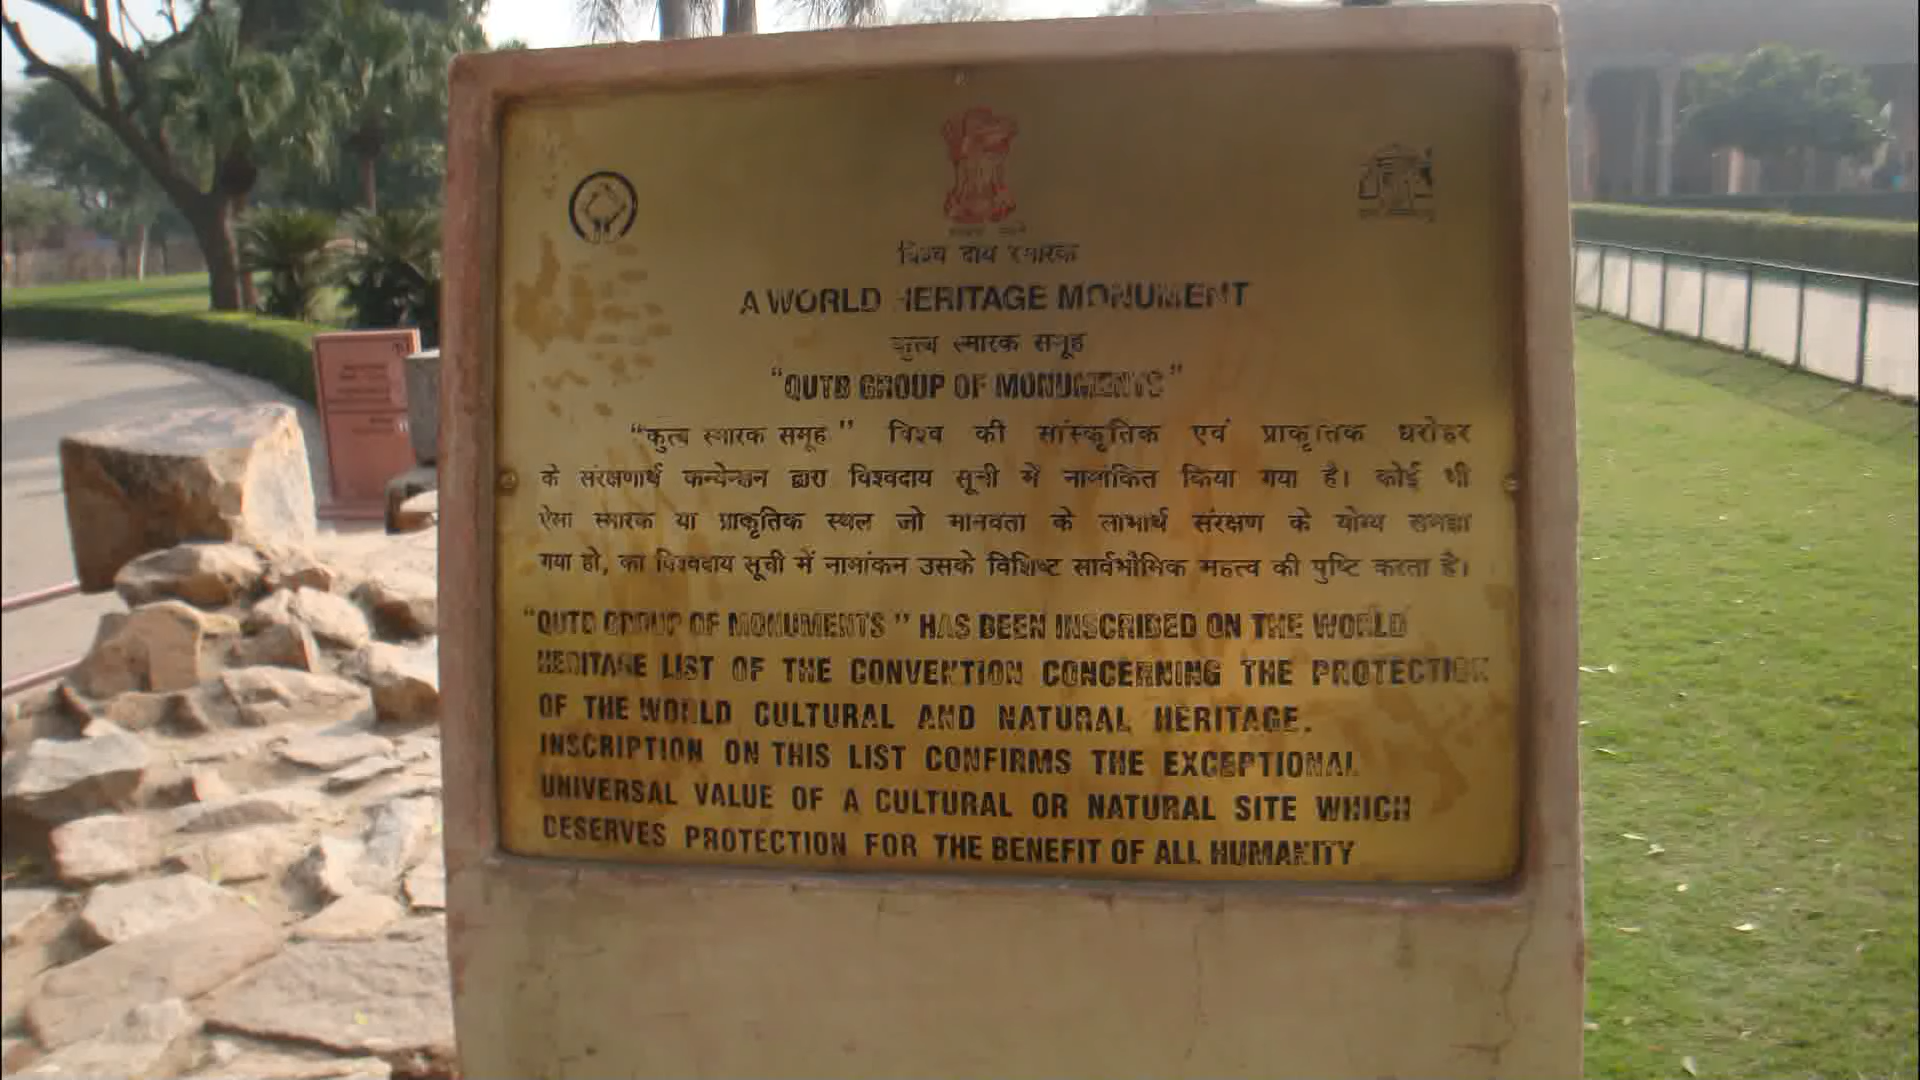 विश्व दाय स्मारक
A WORLD HERITAGE MONUMENT
कुत्ब स्मारक समूह
"QUTB GROUP OF MONUMENTS"
"कुत्ब स्मारक समूह" विश्व की सांस्कृतिक एवं प्राकृतिक धरोहर
के संरक्षणार्थ कन्वेन्शन द्वारा विश्वदाय सूची में नामांकित किया गया है। कोई भी
ऐसा स्मारक या प्राकृतिक स्थल जो मानवता के लाभार्थ संरक्षण के योग्य समझा
गया हो, का विश्वदाय सूची में नामांकन उसके विशिष्ट सार्वभौमिक महत्व की पुष्टि करता है।
"QUTB GROUP OF MONUMENTS" HAS BEEN INSCRIBED ON THE WORLD
HERITAGE LIST OF THE CONVENTION CONCERNING THE PROTECTION
OF THE WORLD CULTURAL AND NATURAL HERITAGE.
INSCRIPTION ON THIS LIST CONFIRMS THE EXCEPTIONAL
UNIVERSAL VALUE OF A CULTURAL OR NATURAL SITE WHICH
DESERVES PROTECTION FOR THE BENEFIT OF ALL HUMANITY